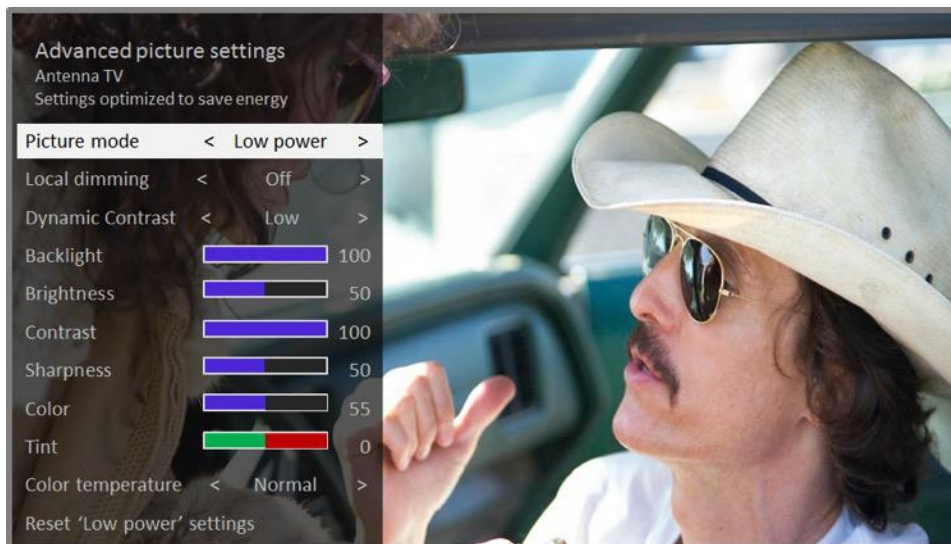 Advanced picture settings
Antenna TV
Settings optimized to save energy
Picture mode < Low power >
Local dimming < Off >
Dynamic Contrast < Low >
Backlight 100
Brightness 50
Contrast 100
Sharpness 50
Color 55
Tint 0
Color temperature < Normal >
Reset ‘Low power’ settings